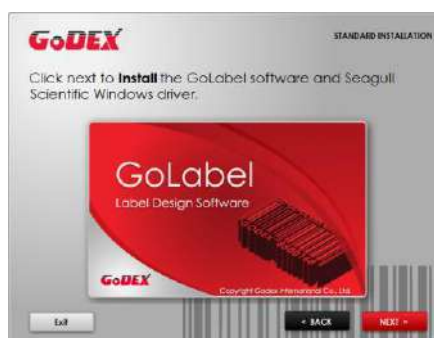 GoDEX
STANDARD INSTALLATION
Click next to Install the GoLabel software and Seagull
Scientific Windows driver.
GoLabel
Label Design Software
GoDEX
Copyright Godex International Co., Ltd
Exit
< BACK
NEXT >